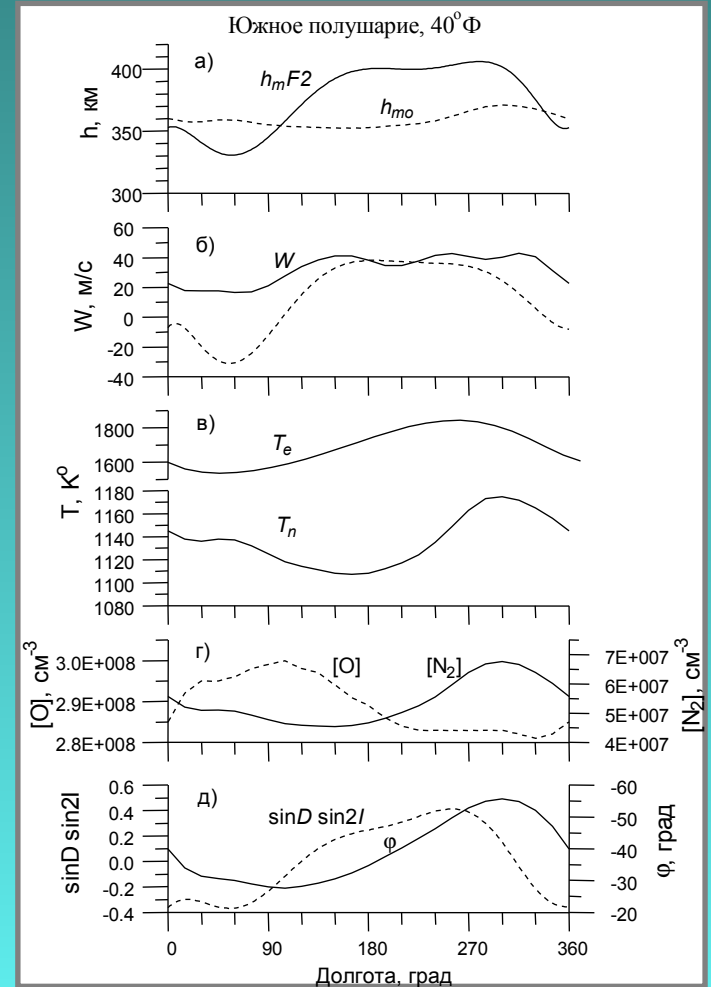 Южное полушарие, 40°Ф
а)
hmF2
hmo
h, км
400
350
300
б)
W
W, м/с
60
40
20
0
-20
-40
в)
Te
Tn
T, K°
1800
1600
1180
1160
1140
1120
1100
1080
г)
[O]
[N2]
[O], см-3
3.0E+008
2.9E+008
2.8E+008
[N2], см-3
7E+007
6E+007
5E+007
4E+007
д)
sinD sin2I
φ
sinD sin2I
0.6
0.4
0.2
0.0
-0.2
-0.4
φ, град
-60
-50
-40
-30
-20
0 90 180 270 360
Долгота, град